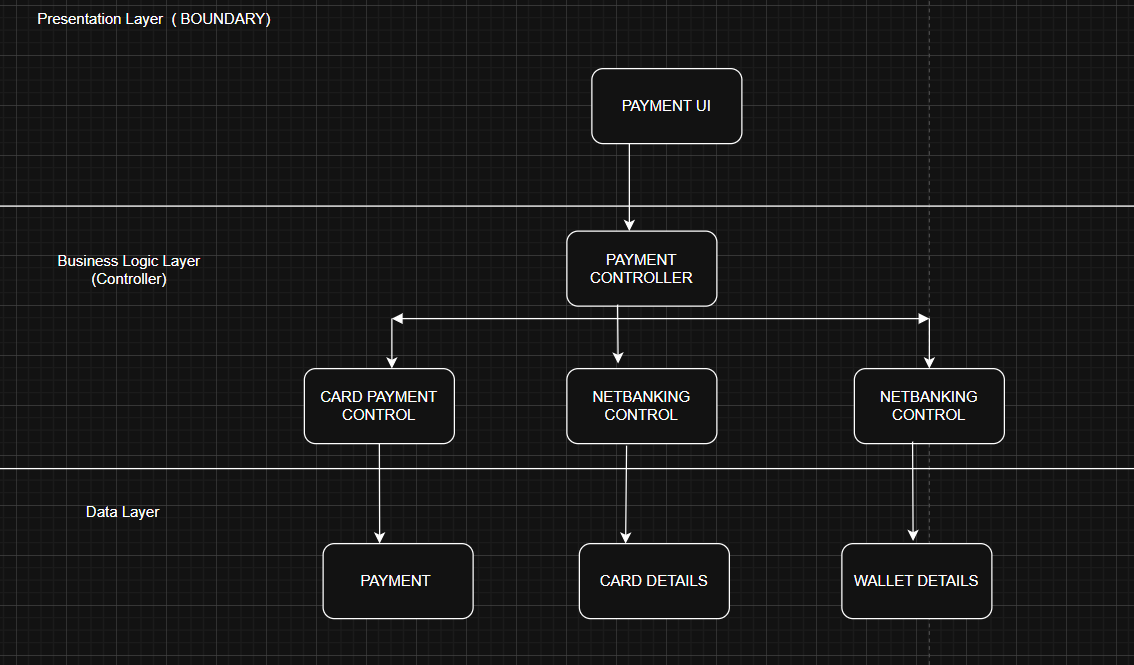 Presentation Layer  ( BOUNDARY)
PAYMENT UI
Business Logic Layer
(Controller)
PAYMENT
CONTROLLER
CARD PAYMENT
CONTROL
NETBANKING
CONTROL
NETBANKING
CONTROL
Data Layer
PAYMENT
CARD DETAILS
WALLET DETAILS